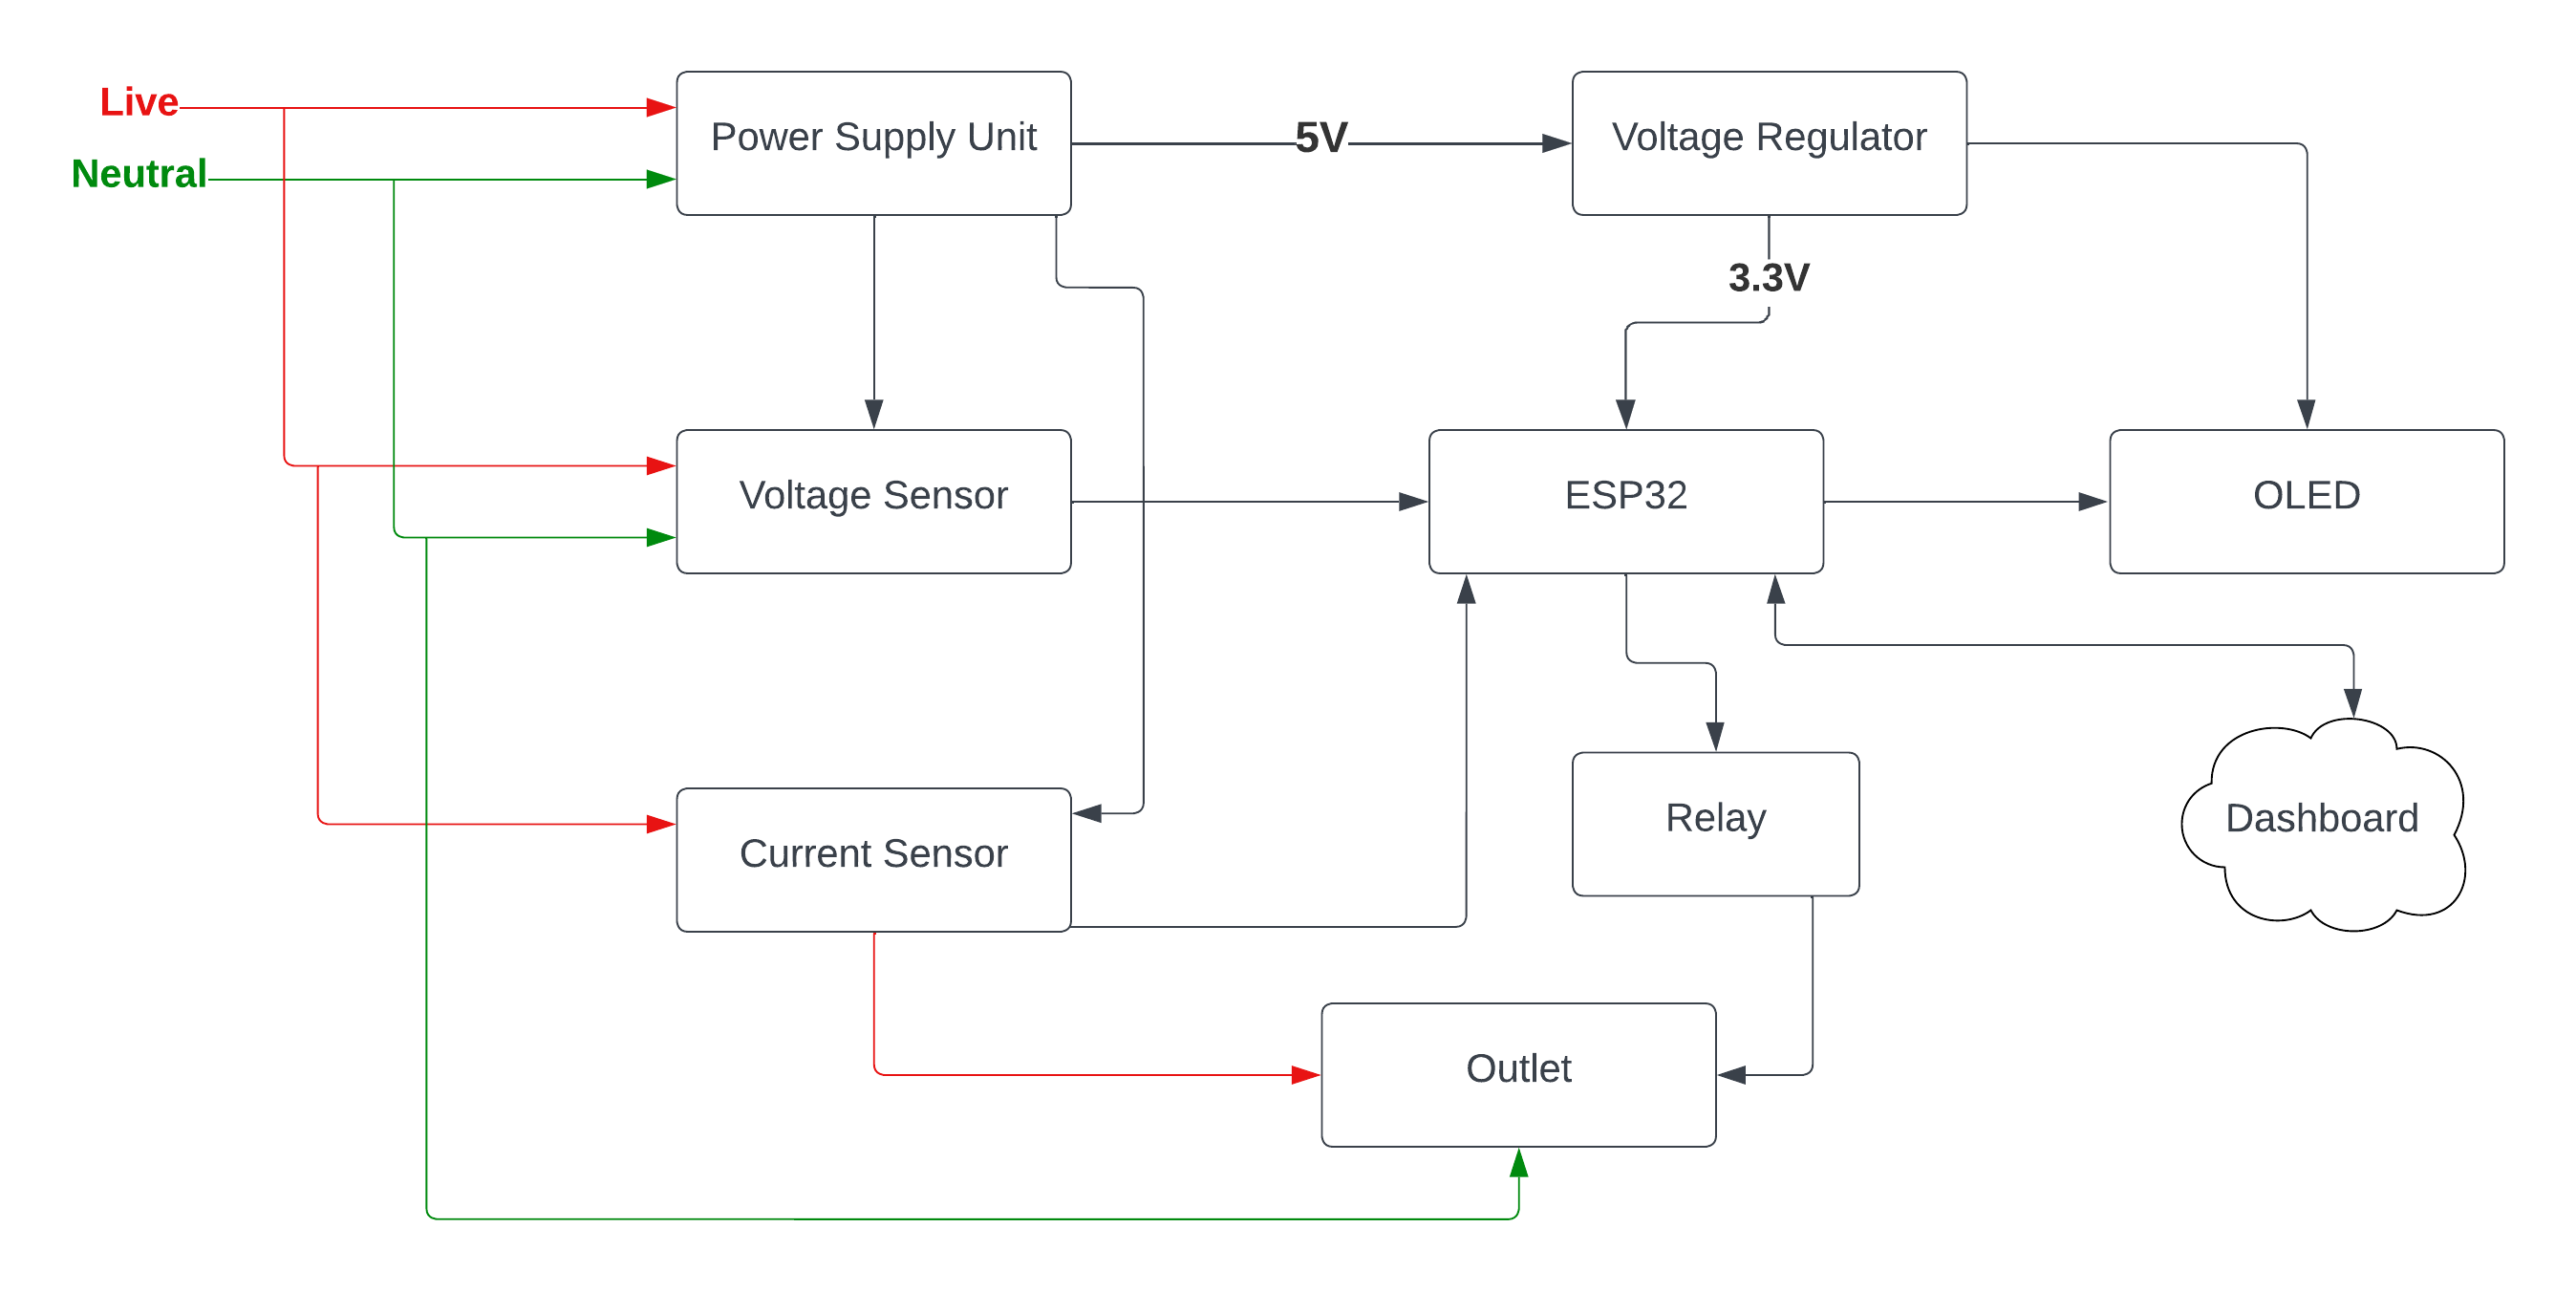 Live
Neutral
Power Supply Unit
5V
Voltage Regulator
3.3V
Voltage Sensor
ESP32
OLED
Current Sensor
Relay
Dashboard
Outlet